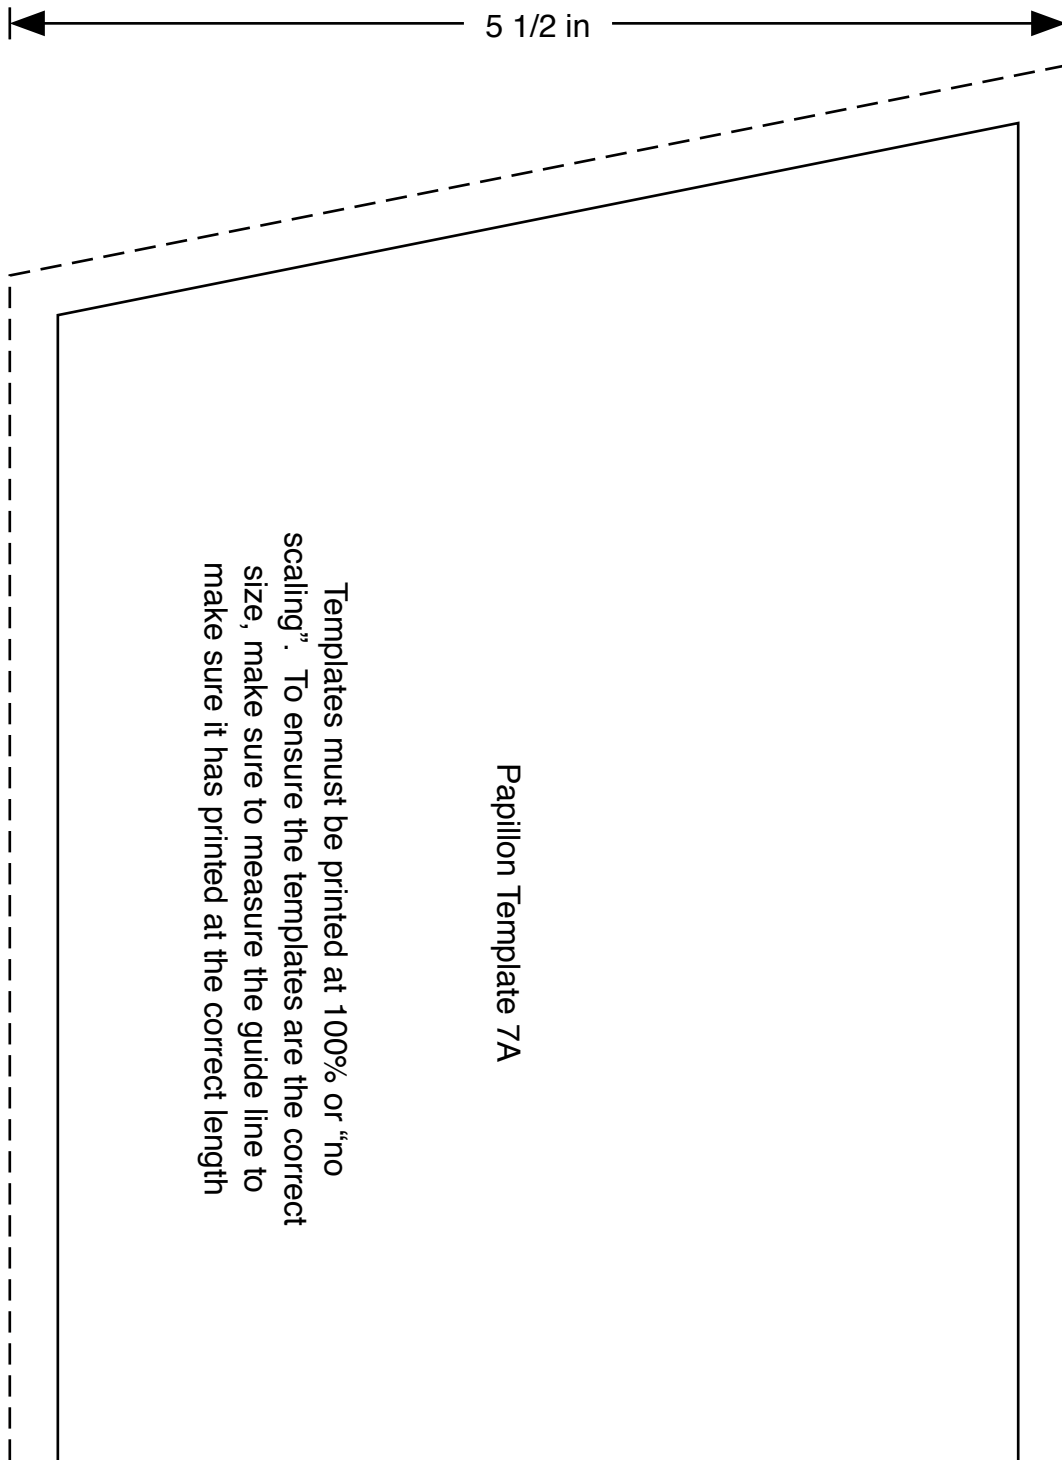 5 1/2 in
Papillon Template 7A
Templates must be printed at 100% or “no
scaling”.  To ensure the templates are the correct
size, make sure to measure the guide line to
make sure it has printed at the correct length